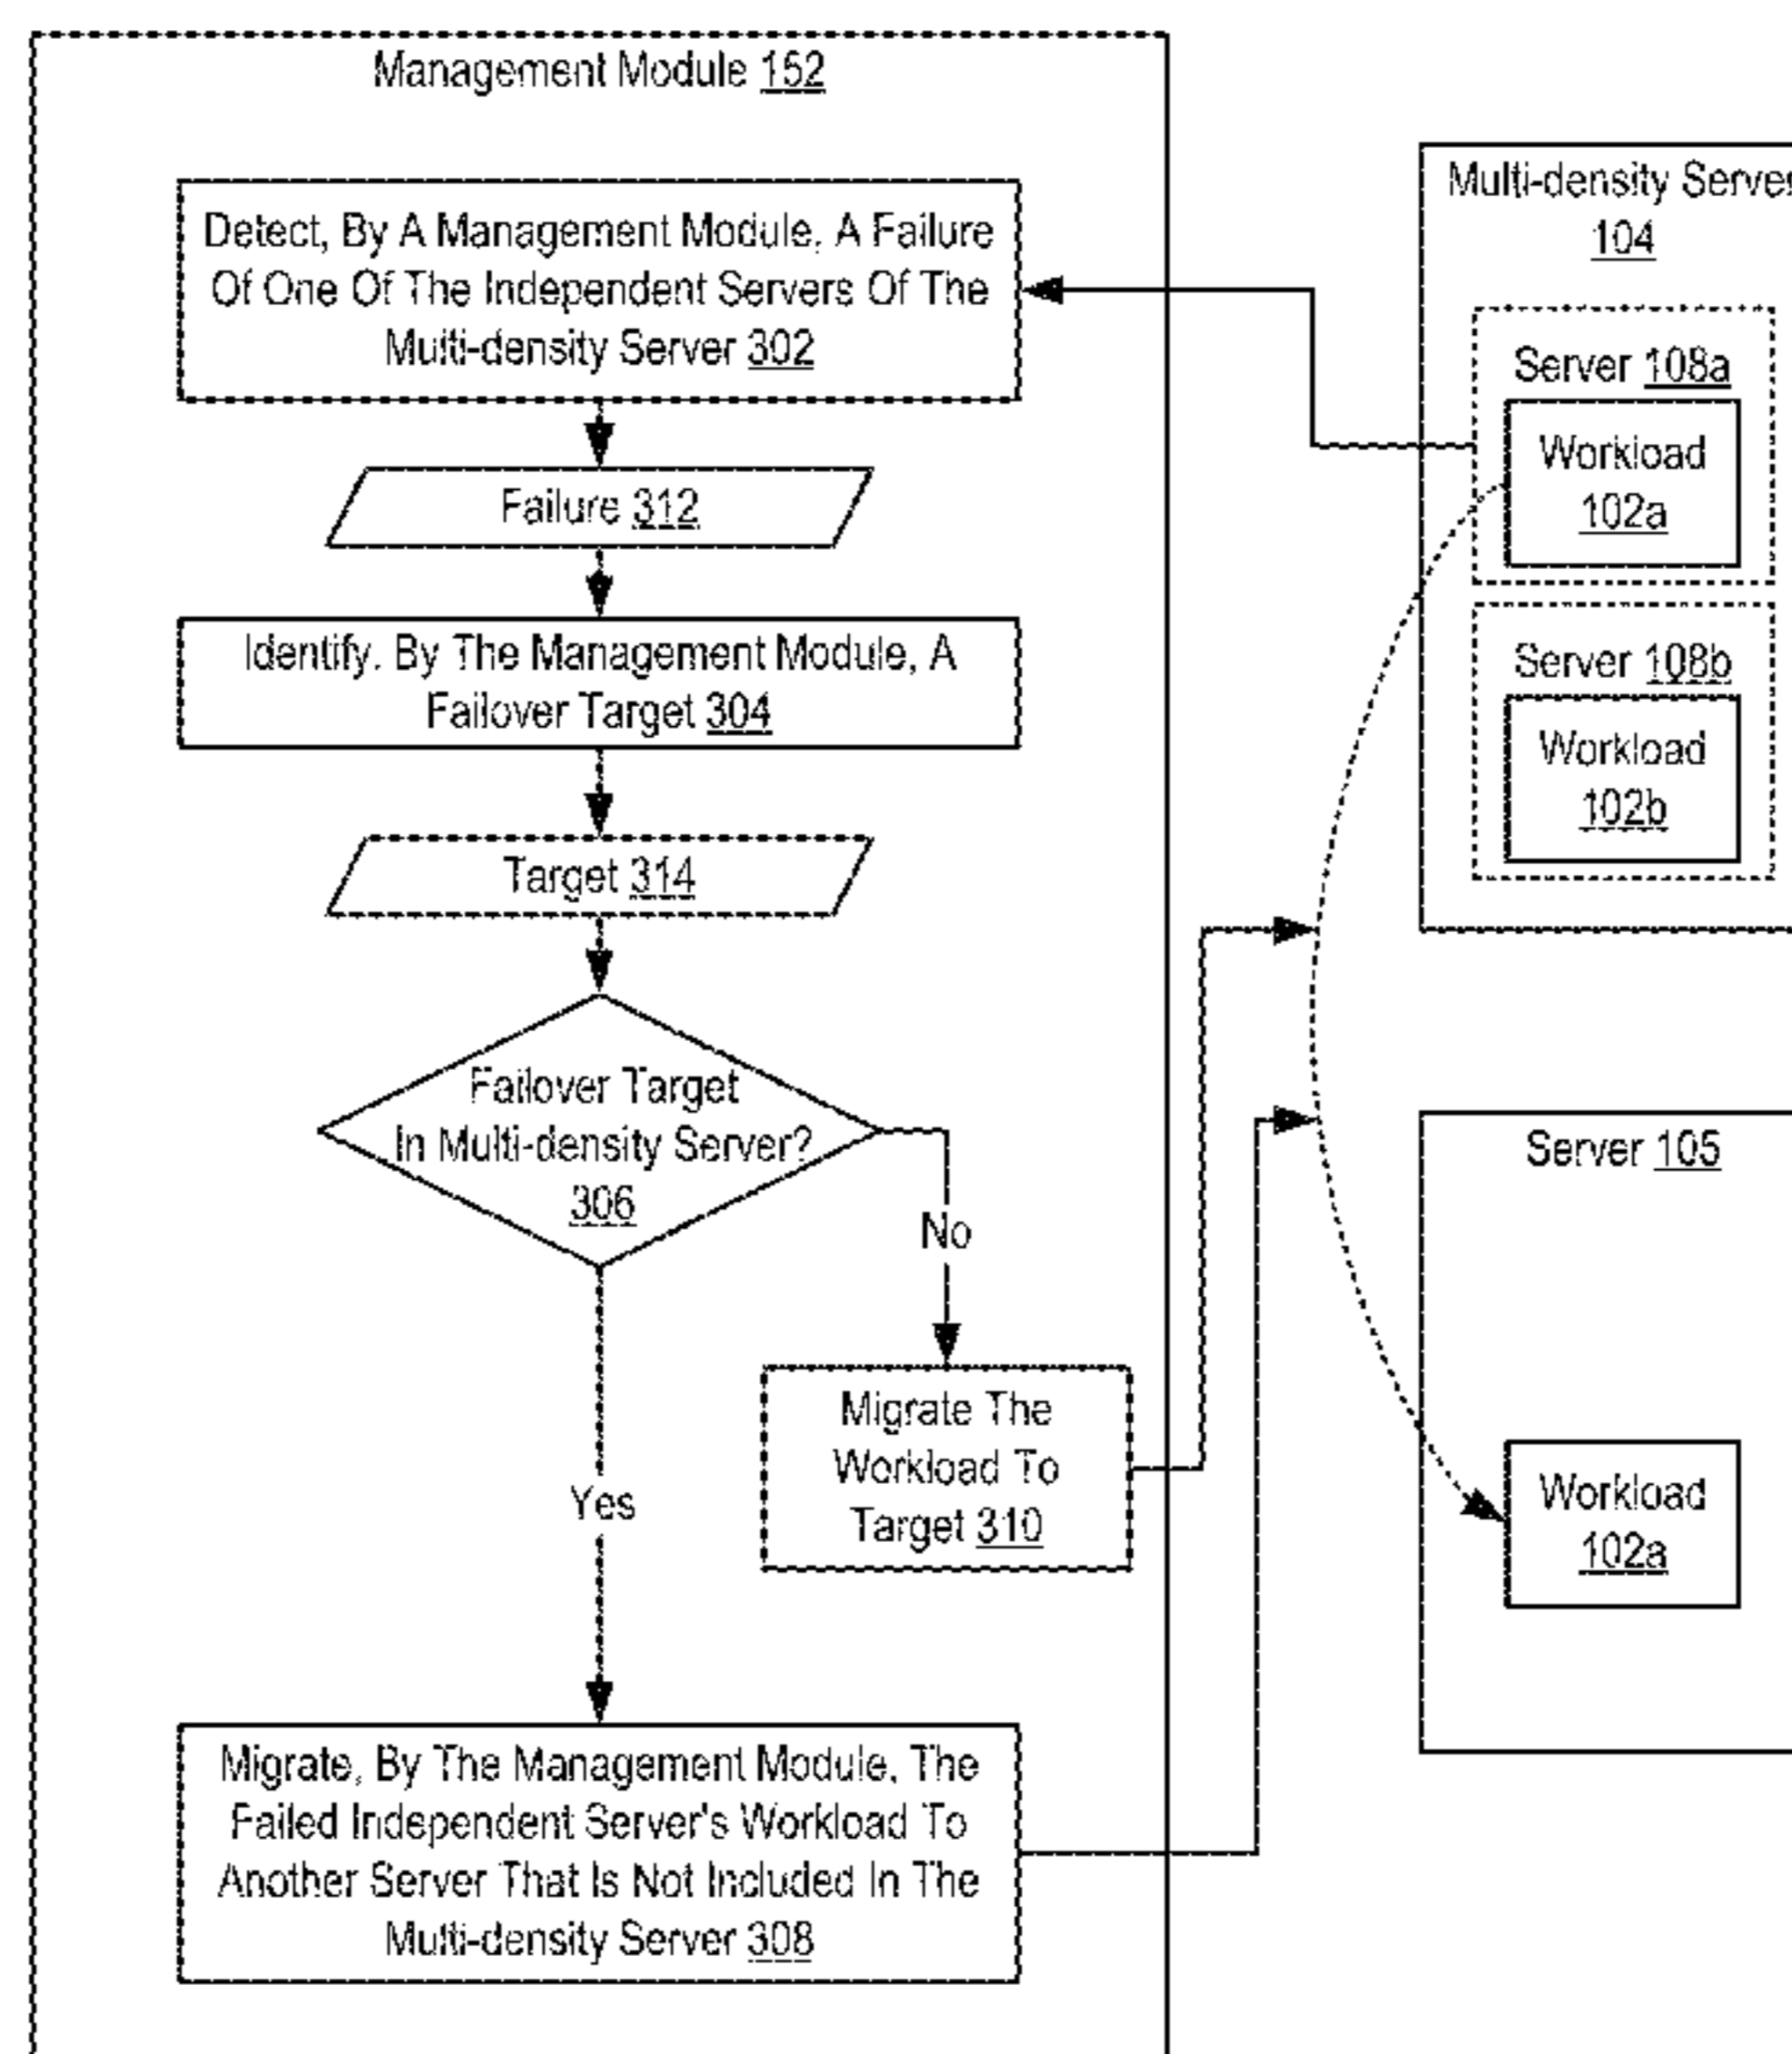 Management Module 152
Detect, By A Management Module, A Failure
Of One Of The Independent Servers Of The
Multi-density Server 302
Failure 312
Identify, By The Management Module, A
Failover Target 304
Target 314
Failover Target
In Multi-density Server?
306
No
Yes
Migrate The
Workload To
Target 310
Migrate, By The Management Module, The
Failed Independent Server's Workload To
Another Server That Is Not Included In The
Multi-density Server 308
Multi-density Server
104
Server 108a
Workload
102a
Server 108b
Workload
102b
Server 105
Workload
102a